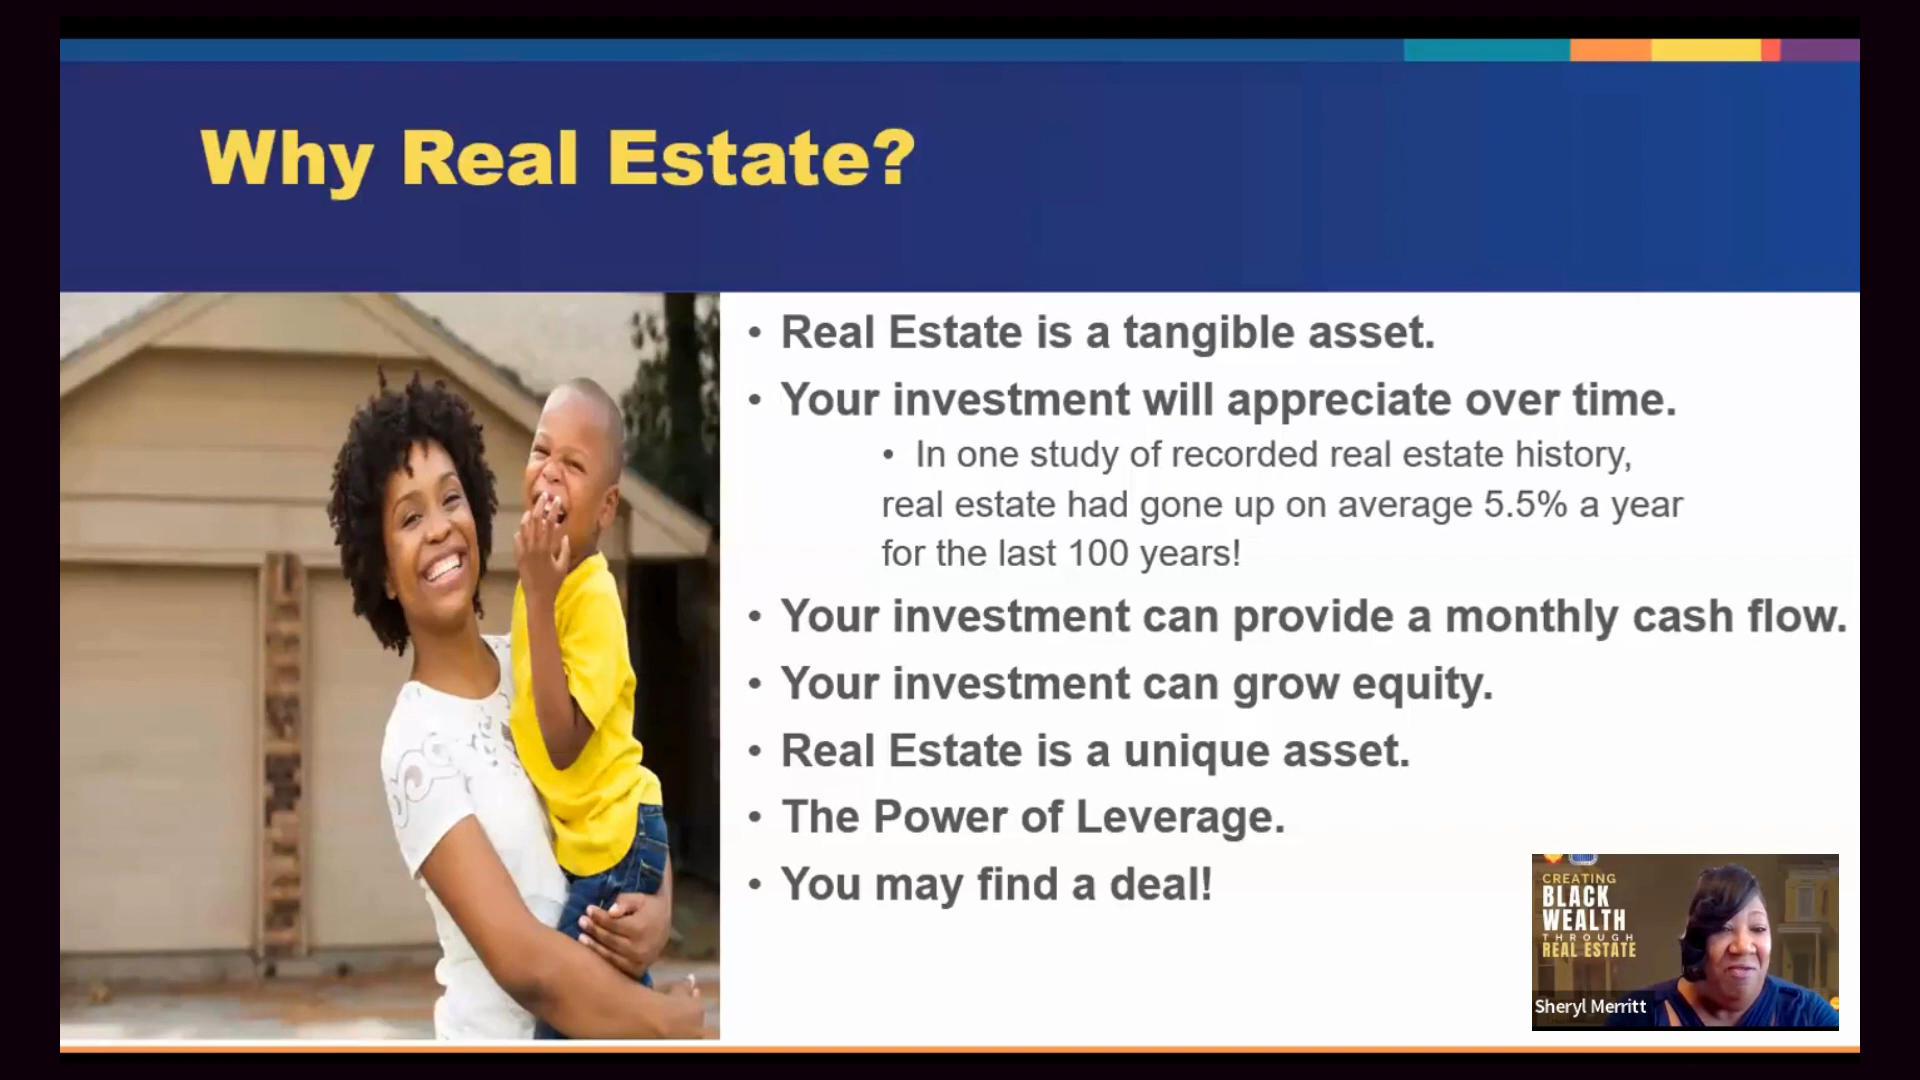 Why Real Estate?
• Real Estate is a tangible asset.
• Your investment will appreciate over time.
• In one study of recorded real estate history,
real estate had gone up on average 5.5% a year
for the last 100 years!
• Your investment can provide a monthly cash flow.
• Your investment can grow equity.
• Real Estate is a unique asset.
• The Power of Leverage.
• You may find a deal!
CREATING
BLACK
WEALTH
THROUGH
REAL ESTATE
Sheryl Merritt